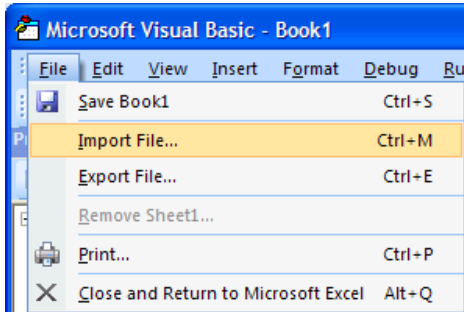 Microsoft Visual Basic - Book1
File Edit View Insert Format Debug Ru
Save Book1 Ctrl+S
Import File... Ctrl+M
Export File... Ctrl+E
Remove Sheet1...
Print... Ctrl+P
Close and Return to Microsoft Excel Alt+Q